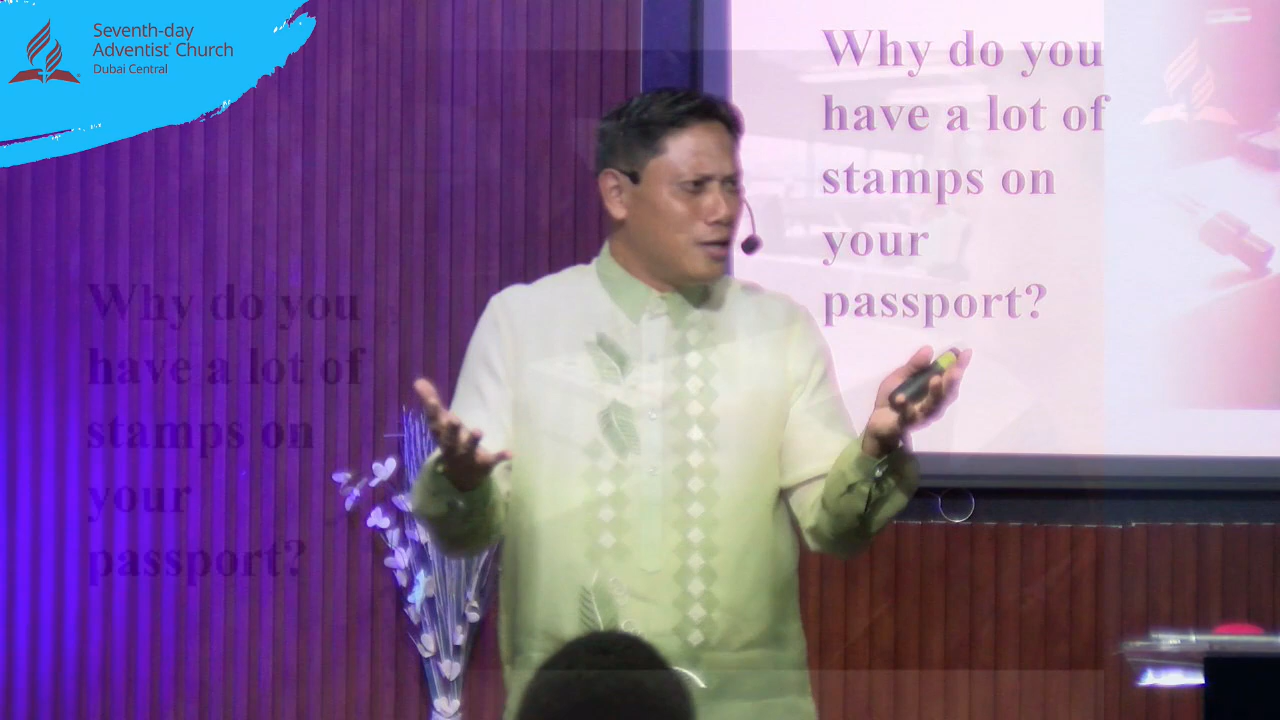 Seventh-day
Adventist® Church
Dubai Central
Why do you
have a lot of
stamps on
your
passport?
Why do you
have a lot of
stamps on
your
passport?